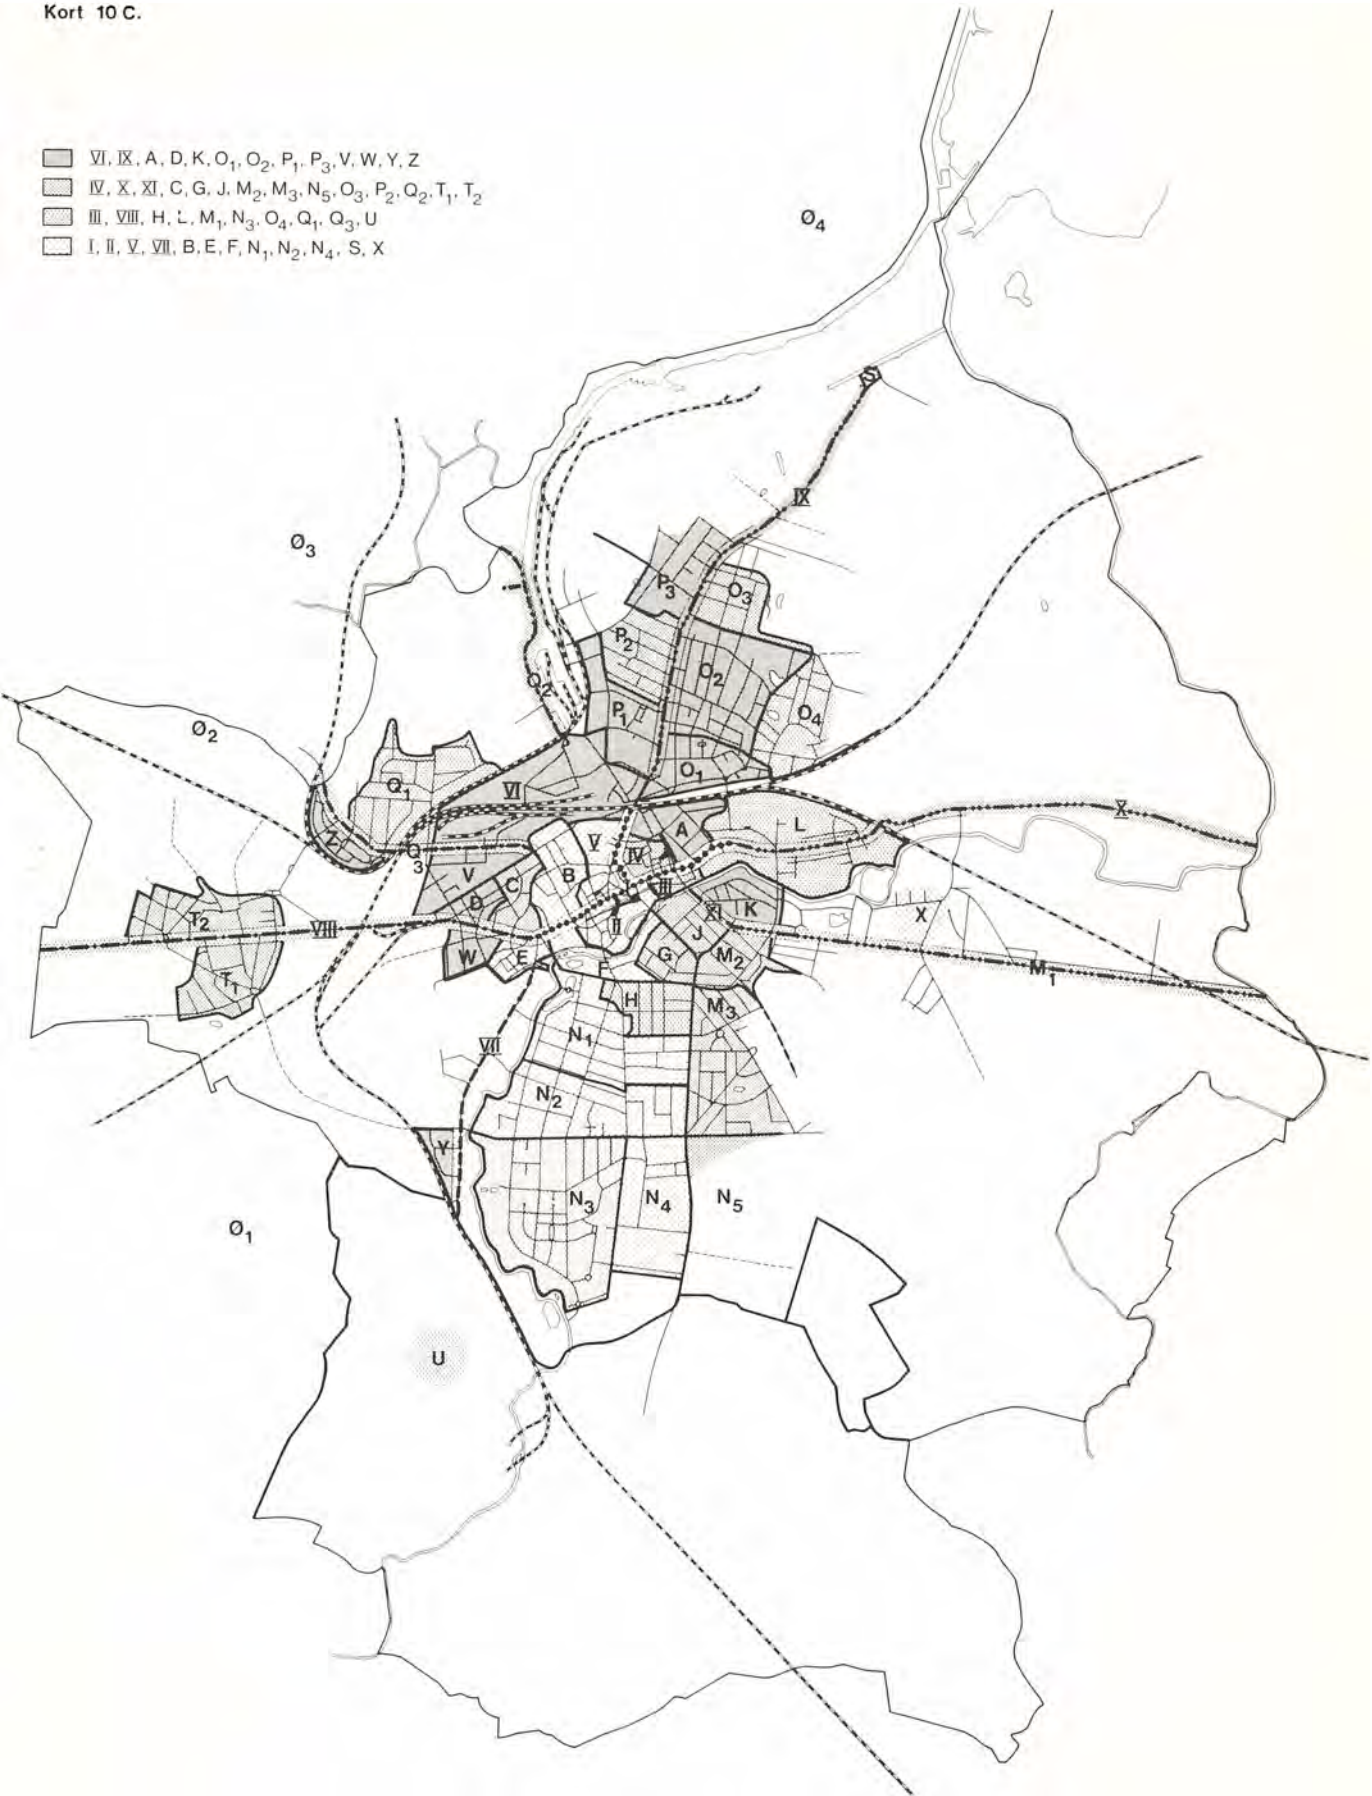 Kort 10 C.
VI, IX, A, D, K, O₁, O₂, P₁, P₃, V, W, Y, Z
IV, X, XI, C, G, J, M₂, M₃, N₅, O₃, P₂, Q₂, T₁, T₂
III, VIII, H, L, M₁, N₃, O₄, Q₁, Q₃, U
I, II, V, VII, B, E, F, N₁, N₂, N₄, S, X
Ø₄
S
IX
Ø₃
P₃
O₃
P₂
O₂
Q₂
P₁
O₄
Ø₂
O₁
Q₁
VI
X
L
A
V
Z
Q₃
IV
V
B
C
D
I
III
K
XI
X
T₂
VIII
II
J
W
E
G
M₂
F
M₁
T₁
H
M₃
N₁
VII
N₂
Y
N₃
N₄
N₅
Ø₁
U